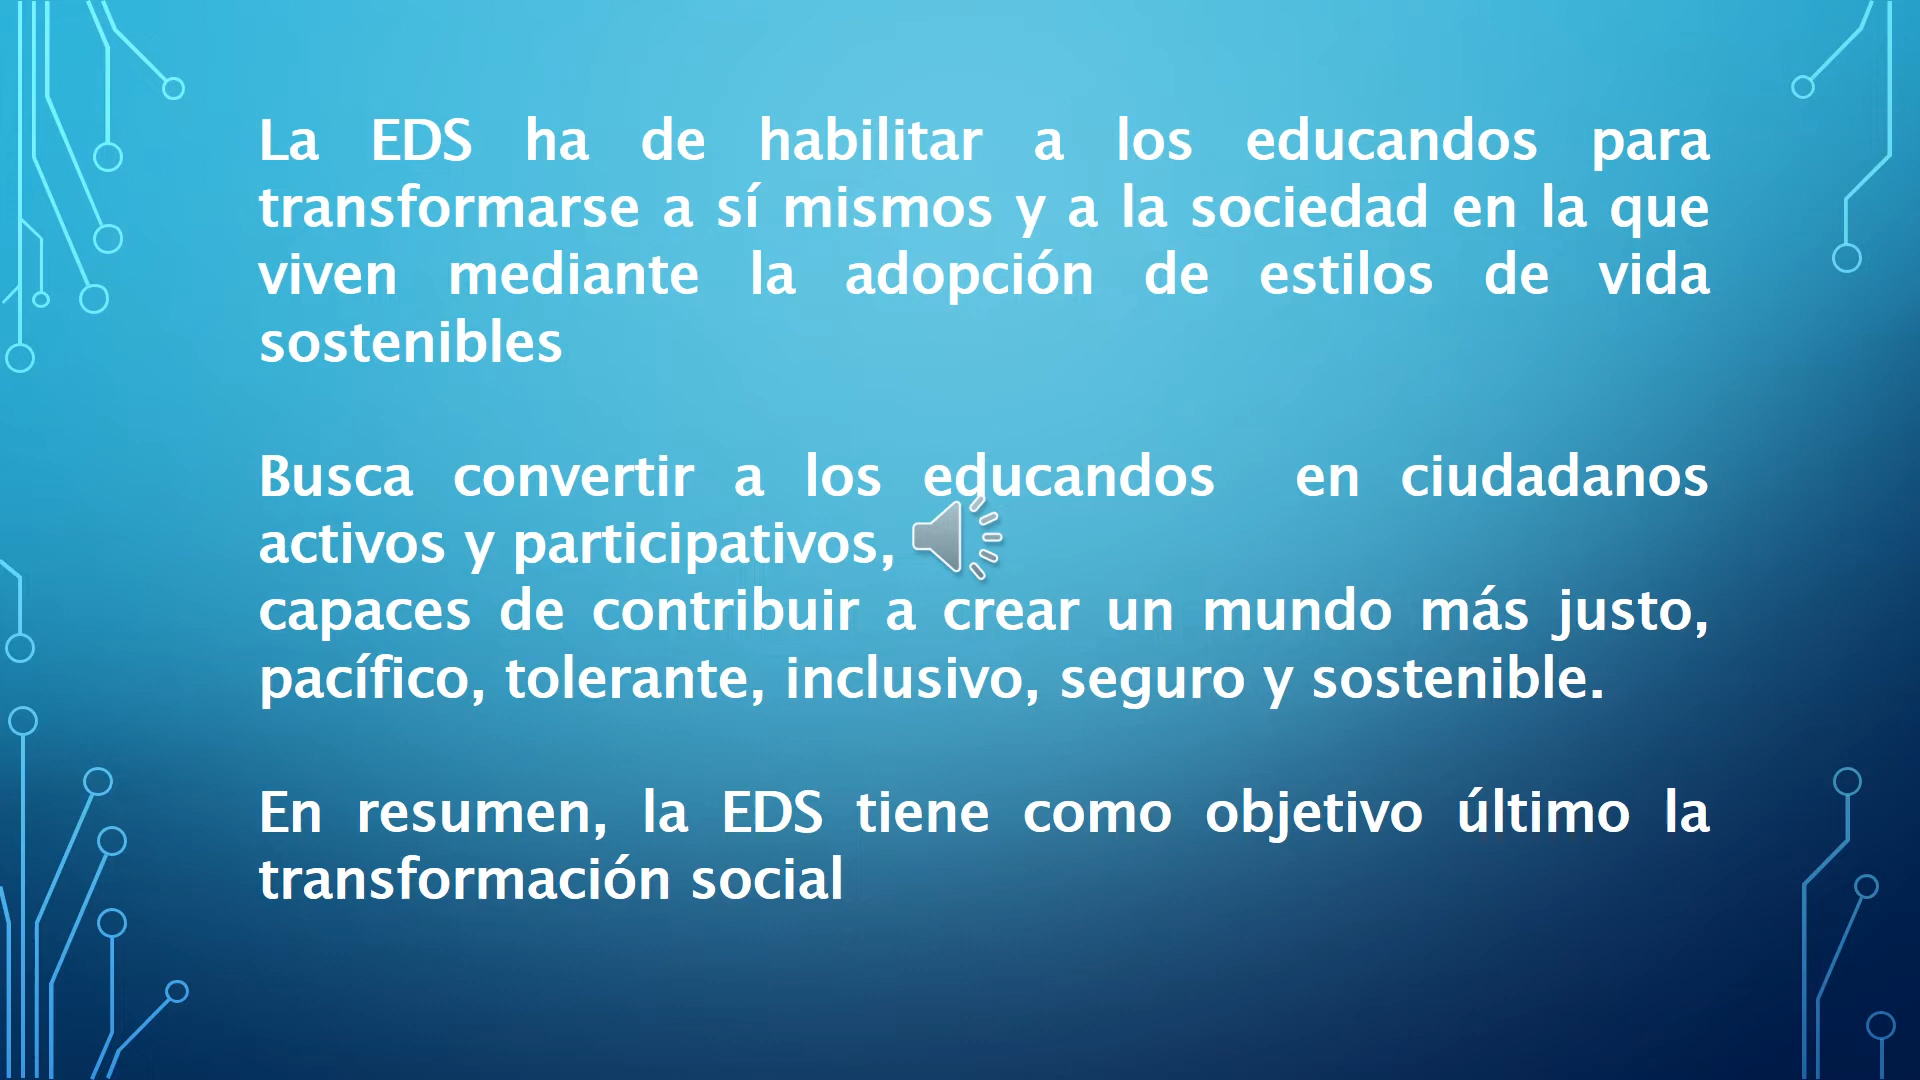 La EDS ha de habilitar a los educandos para
transformarse a sí mismos y a la sociedad en la que
viven mediante la adopción de estilos de vida
sostenibles
Busca convertir a los educandos en ciudadanos
activos y participativos,
capaces de contribuir a crear un mundo más justo,
pacífico, tolerante, inclusivo, seguro y sostenible.
En resumen, la EDS tiene como objetivo último la
transformación social